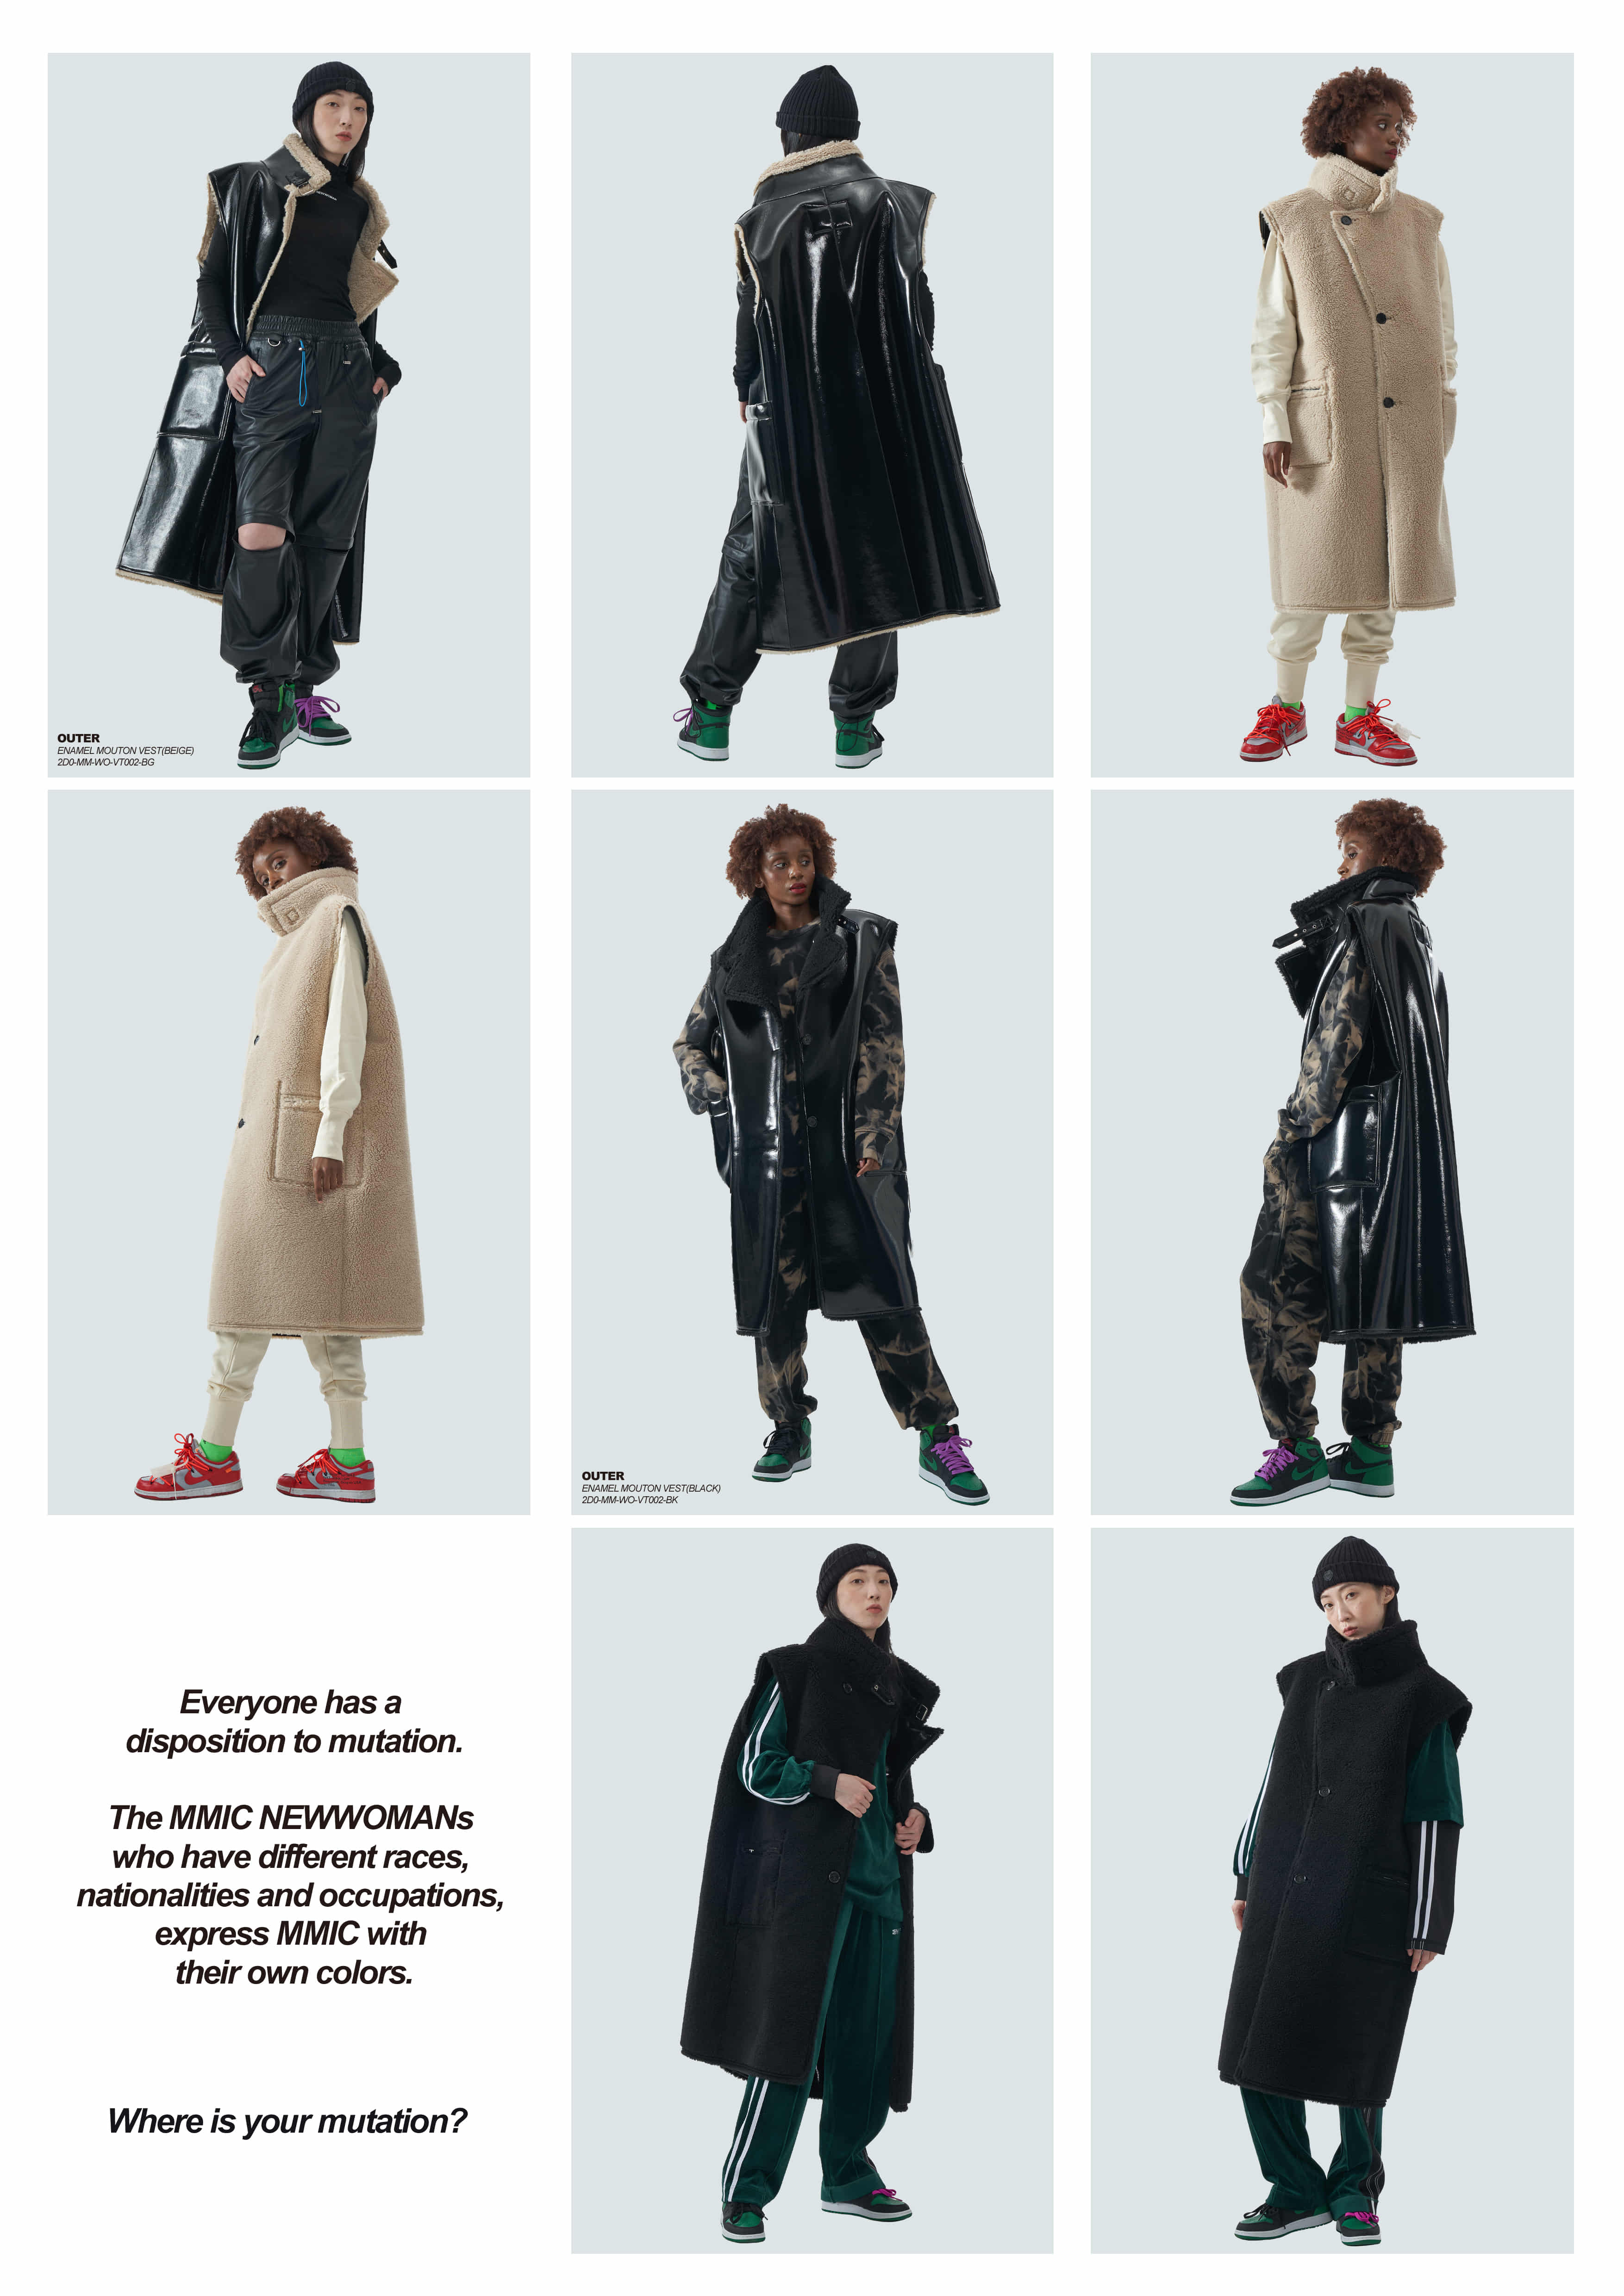 OUTER
ENAMEL MOUTON VEST(BEIGE)
2D0-MM-WO-VT002-BG
OUTER
ENAMEL MOUTON VEST(BLACK)
2D0-MM-WO-VT002-BK
Everyone has a
disposition to mutation.
The MMIC NEWWOMANs
who have different races,
nationalities and occupations,
express MMIC with
their own colors.
Where is your mutation?